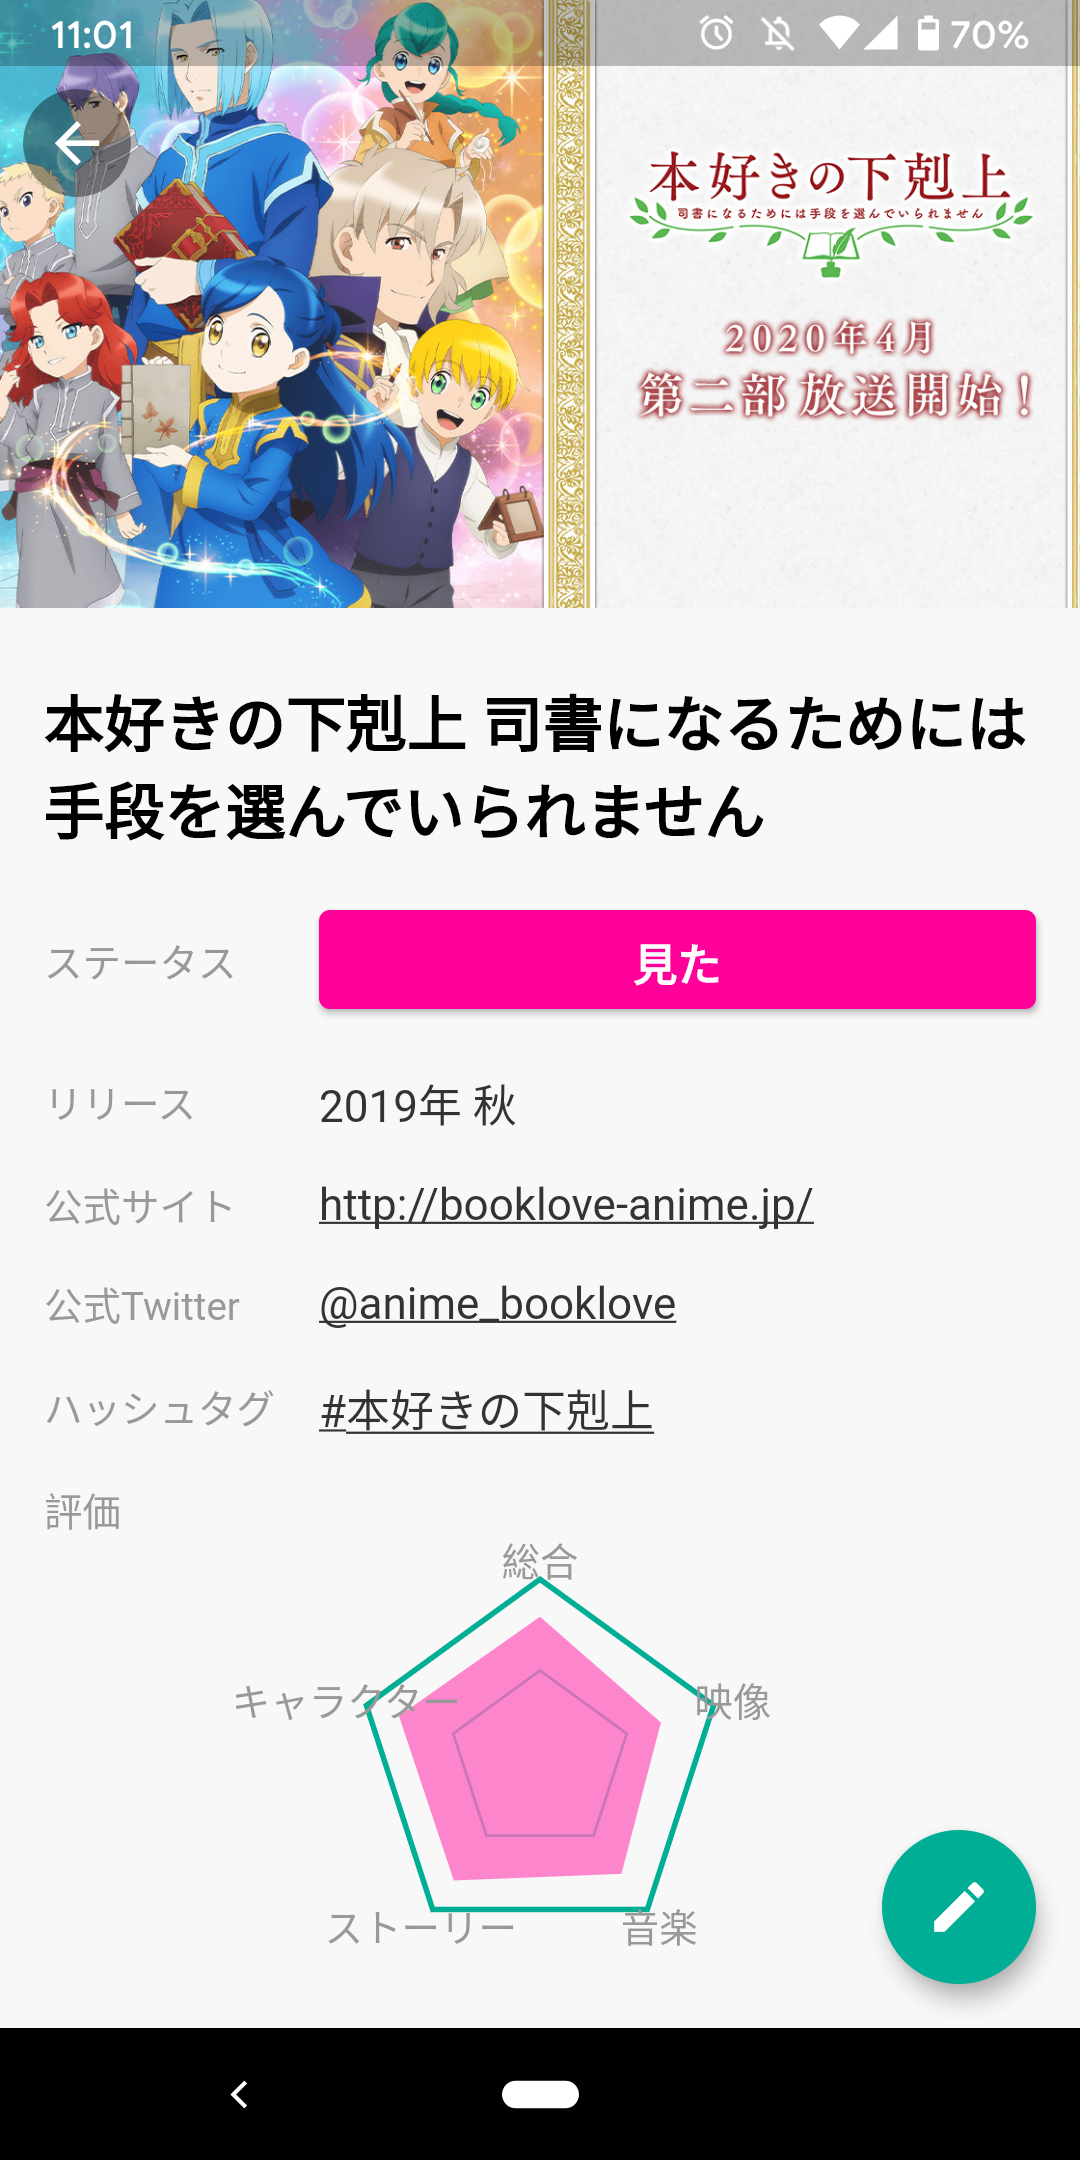 11:01
70%
本好きの下剋上
司書になるためには手段を選んでいられません
2020年4月
第二部 放送開始！
本好きの下剋上 司書になるためには
手段を選んでいられません
ステータス 見た
リリース 2019年 秋
公式サイト http://booklove-anime.jp/
公式Twitter @anime_booklove
ハッシュタグ #本好きの下剋上
評価
総合
キャラクター 映像
ストーリー 音楽